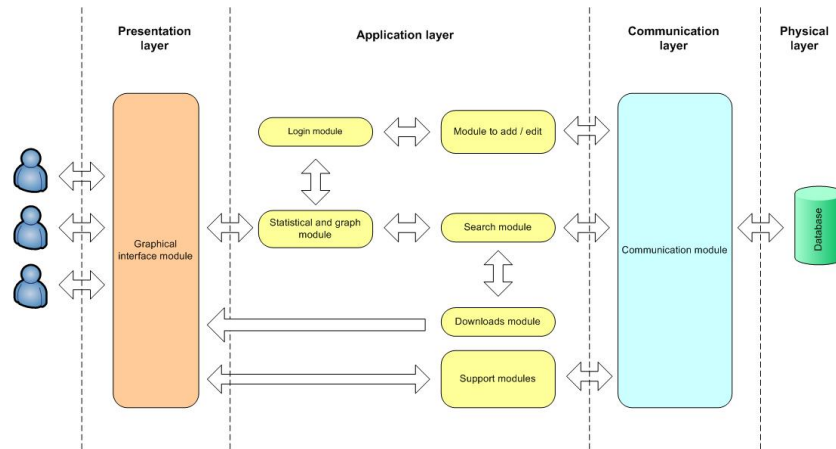 Presentation
layer
Application layer
Communication
layer
Physical
layer
Login module
Module to add / edit
Statistical and graph
module
Search module
Graphical
interface module
Communication module
Database
Downloads module
Support modules